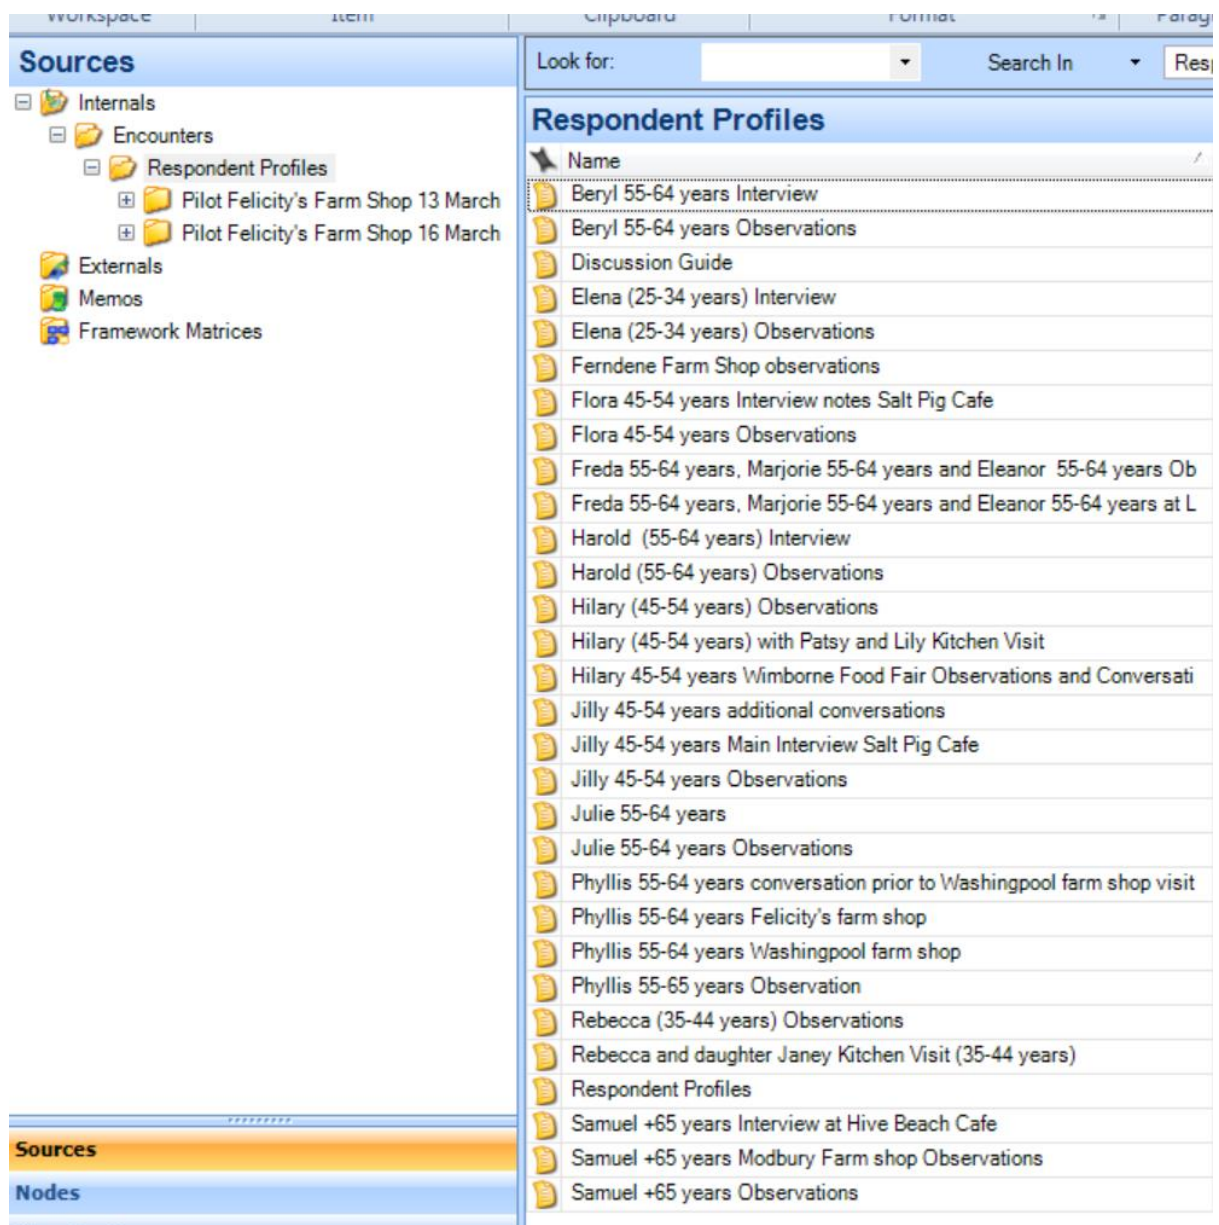 Workspace Item Clipboard Format Parag
Sources
Internals
Encounters
Respondent Profiles
Pilot Felicity's Farm Shop 13 March
Pilot Felicity's Farm Shop 16 March
Externals
Memos
Framework Matrices
Sources
Nodes
Look for: Search In Resp
Respondent Profiles
Name
Beryl 55-64 years Interview
Beryl 55-64 years Observations
Discussion Guide
Elena (25-34 years) Interview
Elena (25-34 years) Observations
Ferndene Farm Shop observations
Flora 45-54 years Interview notes Salt Pig Cafe
Flora 45-54 years Observations
Freda 55-64 years, Marjorie 55-64 years and Eleanor  55-64 years Ob
Freda 55-64 years, Marjorie 55-64 years and Eleanor 55-64 years at L
Harold  (55-64 years) Interview
Harold (55-64 years) Observations
Hilary (45-54 years) Observations
Hilary (45-54 years) with Patsy and Lily Kitchen Visit
Hilary 45-54 years Wimborne Food Fair Observations and Conversati
Jilly 45-54 years additional conversations
Jilly 45-54 years Main Interview Salt Pig Cafe
Jilly 45-54 years Observations
Julie 55-64 years
Julie 55-64 years Observations
Phyllis 55-64 years conversation prior to Washingpool farm shop visit
Phyllis 55-64 years Felicity's farm shop
Phyllis 55-64 years Washingpool farm shop
Phyllis 55-65 years Observation
Rebecca (35-44 years) Observations
Rebecca and daughter Janey Kitchen Visit (35-44 years)
Respondent Profiles
Samuel +65 years Interview at Hive Beach Cafe
Samuel +65 years Modbury Farm shop Observations
Samuel +65 years Observations